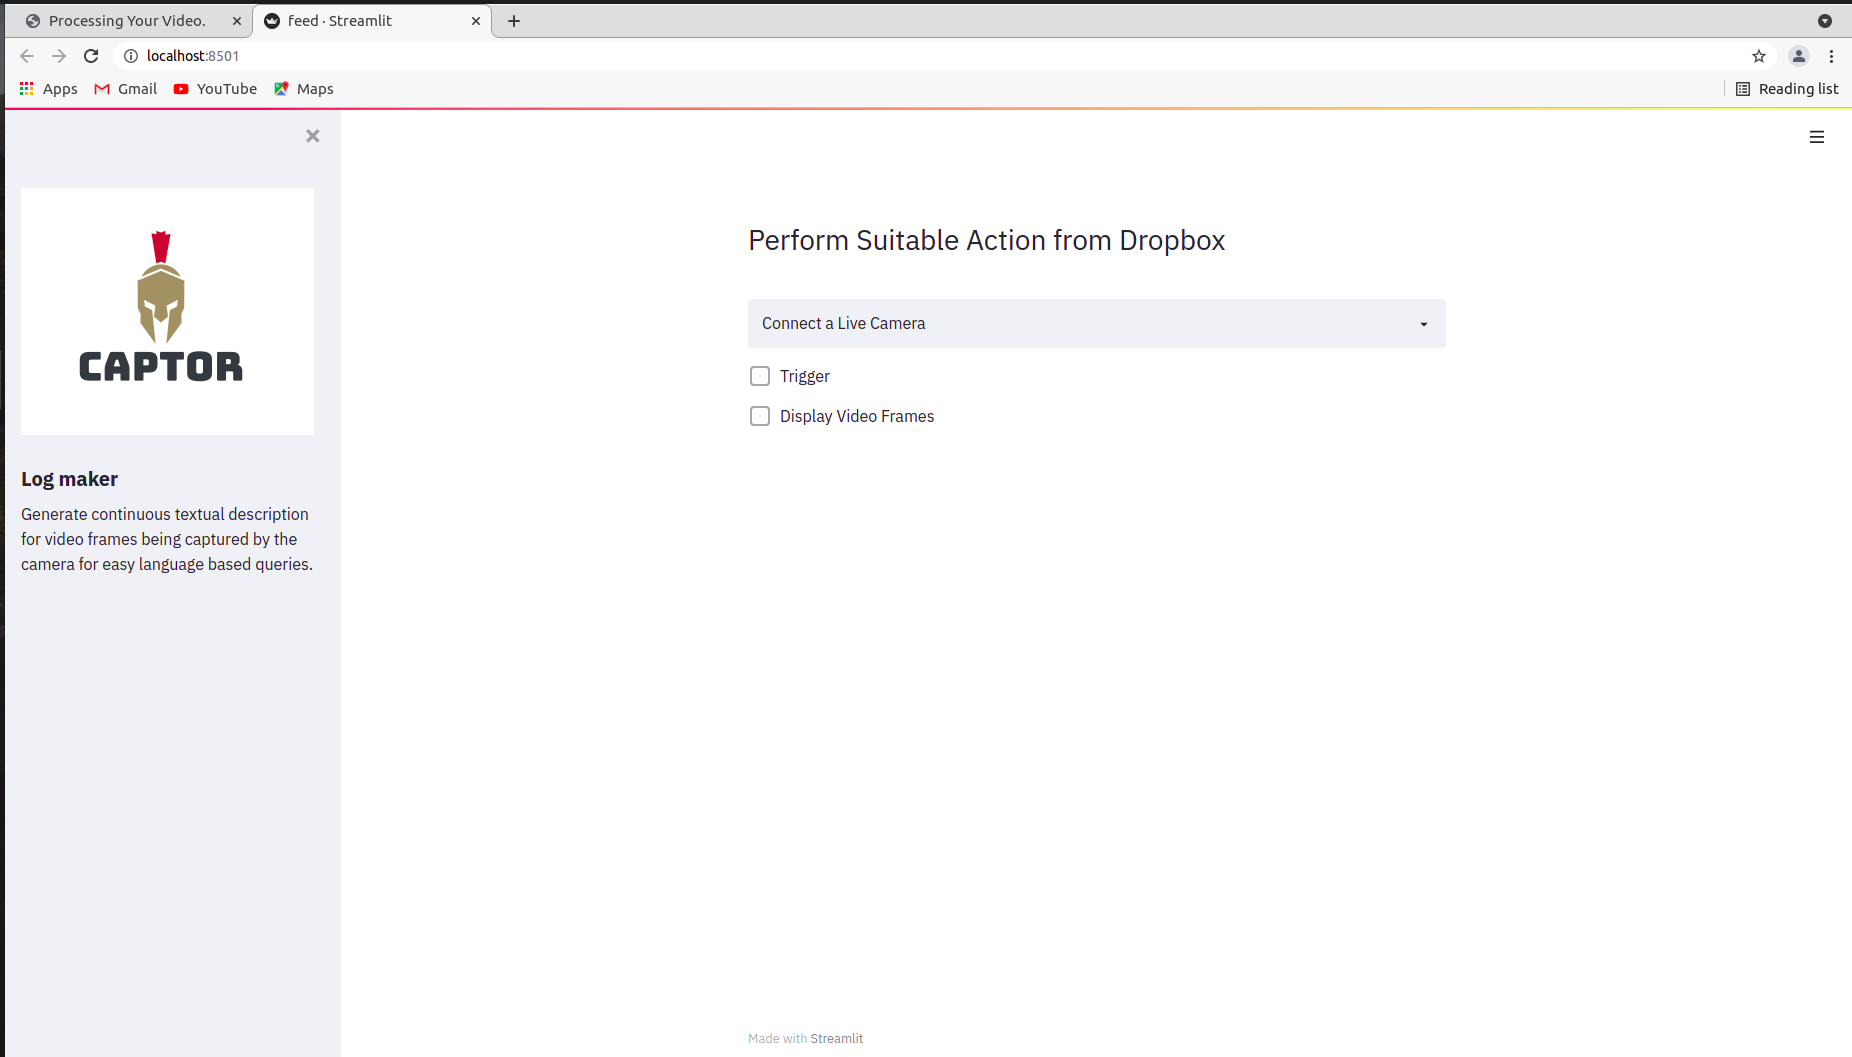 Processing Your Video.
feed · Streamlit
localhost:8501
Apps
Gmail
YouTube
Maps
Reading list
CAPTOR
Log maker
Generate continuous textual description
for video frames being captured by the
camera for easy language based queries.
Perform Suitable Action from Dropbox
Connect a Live Camera
Trigger
Display Video Frames
Made with Streamlit